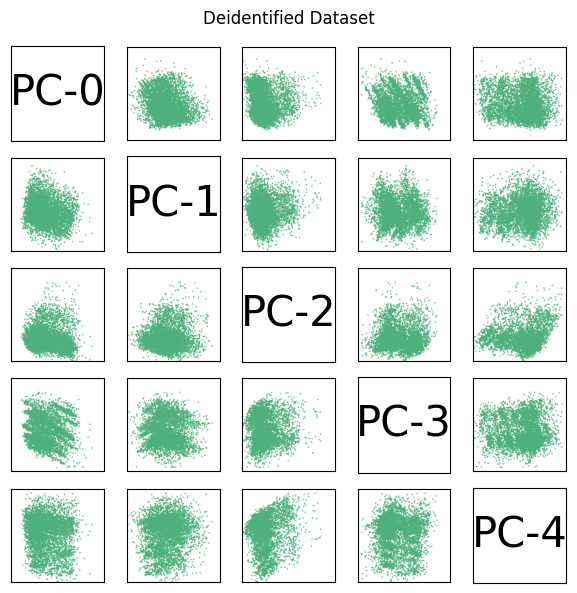 Deidentified Dataset
PC-0
PC-1
PC-2
PC-3
PC-4